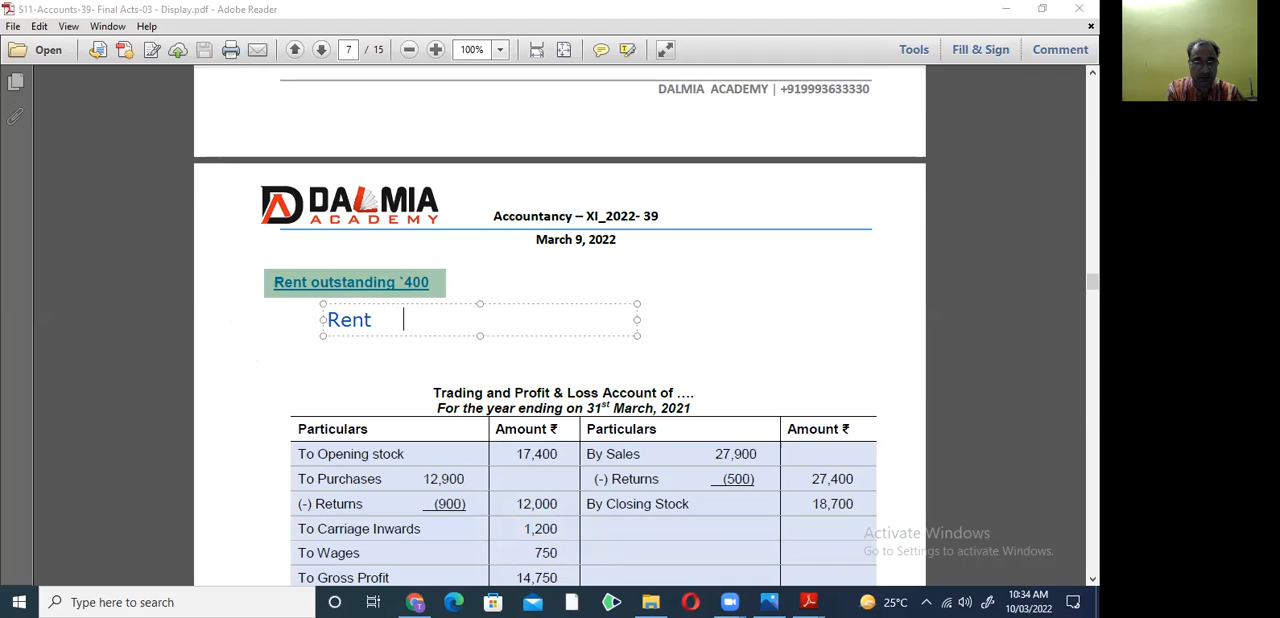 S11-Accounts-39- Final Acts-03 - Display.pdf - Adobe Reader
File Edit View Window Help
Open 7 / 15 100% Tools Fill & Sign Comment
DALMIA ACADEMY | +919993633330
DALMIA
ACADEMY
Accountancy – XI_2022- 39
March 9, 2022
Rent outstanding `400
Rent
Trading and Profit & Loss Account of ….
For the year ending on 31st March, 2021
Particulars Amount ₹ Particulars Amount ₹
To Opening stock 17,400 By Sales 27,900
To Purchases 12,900 (-) Returns (500) 27,400
(-) Returns (900) 12,000 By Closing Stock 18,700
To Carriage Inwards 1,200
To Wages 750
To Gross Profit 14,750
Activate Windows
Go to Settings to activate Windows.
Type here to search
25°C
10:34 AM
10/03/2022